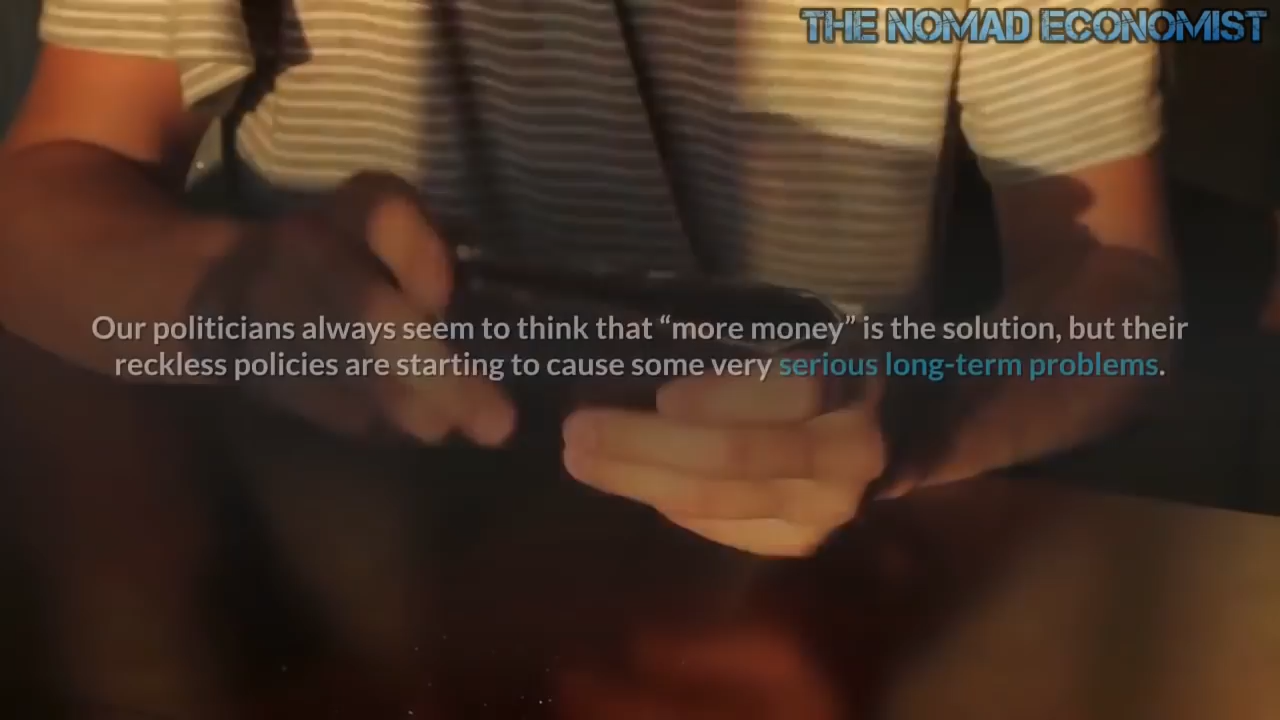 THE NOMAD ECONOMIST
Our politicians always seem to think that “more money” is the solution, but their
reckless policies are starting to cause some very serious long-term problems.